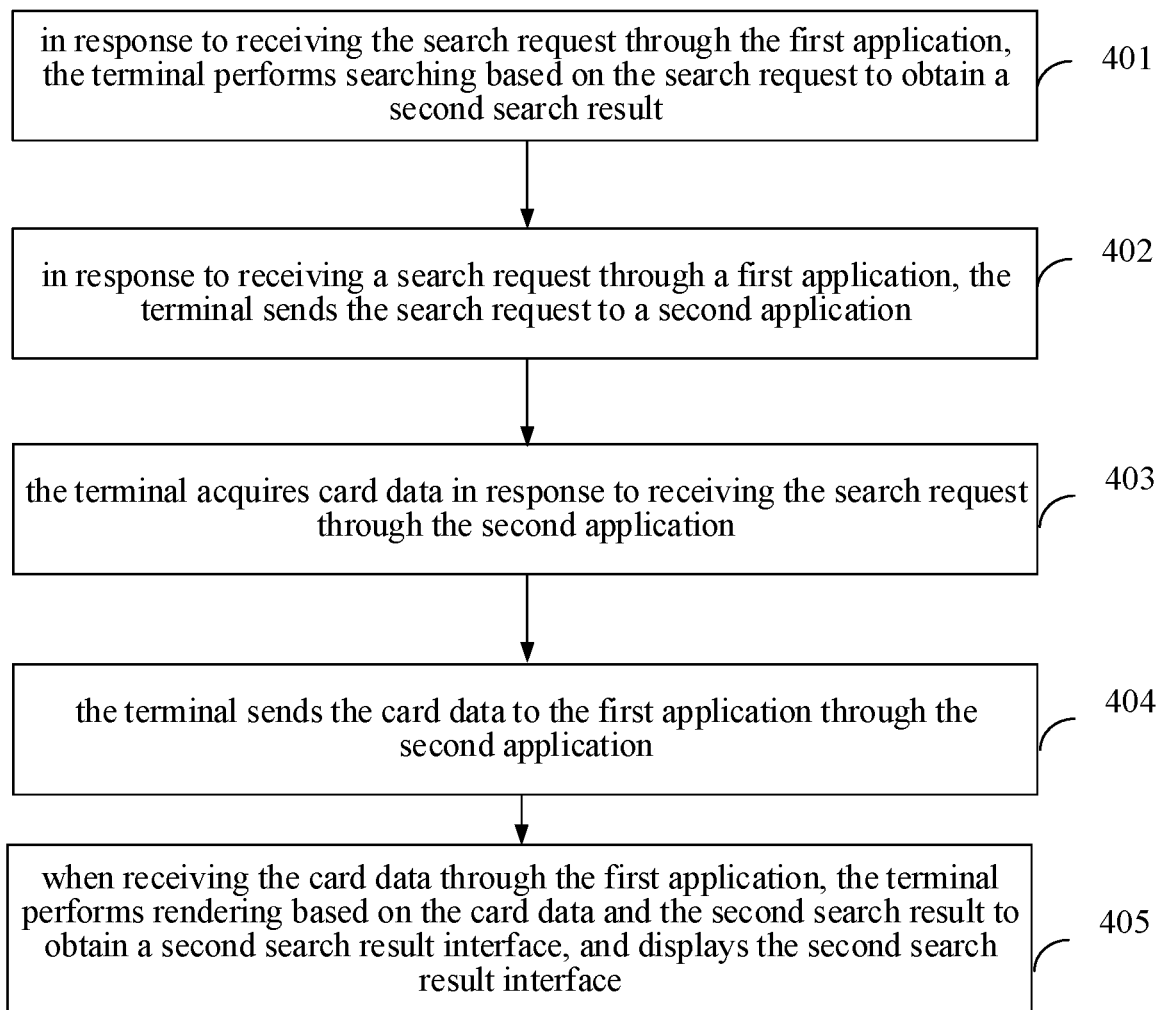 in response to receiving the search request through the first application,
the terminal performs searching based on the search request to obtain a
second search result
401
in response to receiving a search request through a first application, the
terminal sends the search request to a second application
402
the terminal acquires card data in response to receiving the search request
through the second application
403
the terminal sends the card data to the first application through the
second application
404
when receiving the card data through the first application, the terminal
performs rendering based on the card data and the second search result to
obtain a second search result interface, and displays the second search
result interface
405